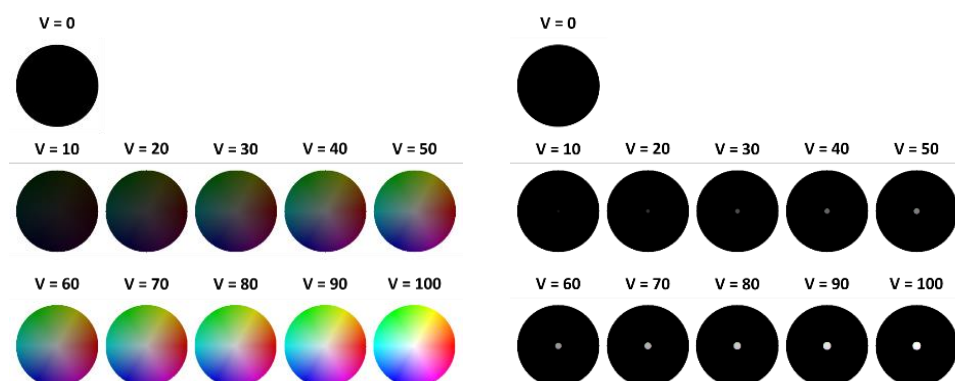 V = 0
V = 10 V = 20 V = 30 V = 40 V = 50
V = 60 V = 70 V = 80 V = 90 V = 100
V = 0
V = 10 V = 20 V = 30 V = 40 V = 50
V = 60 V = 70 V = 80 V = 90 V = 100